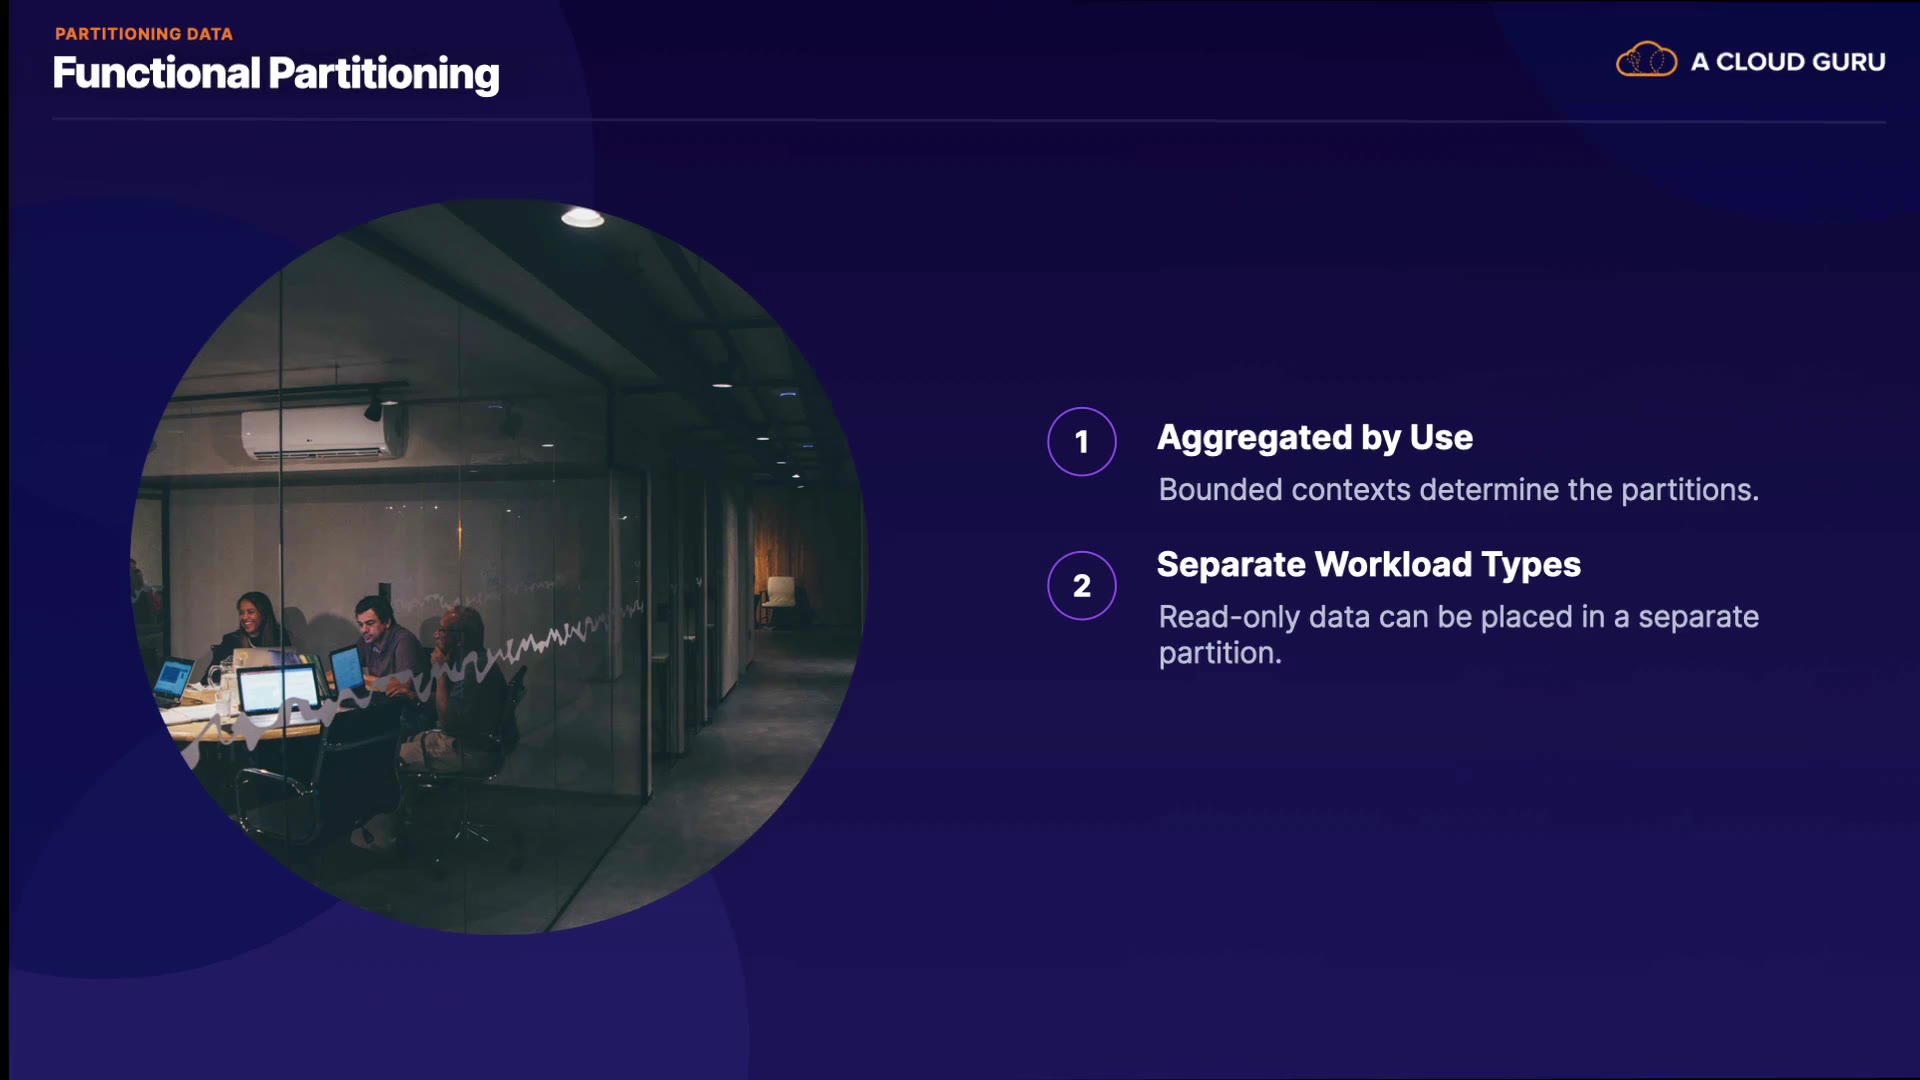 PARTITIONING DATA
Functional Partitioning
A CLOUD GURU
1
Aggregated by Use
Bounded contexts determine the partitions.
2
Separate Workload Types
Read-only data can be placed in a separate
partition.